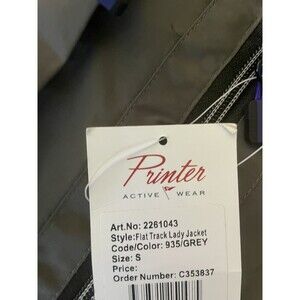 Printer
ACTIVE WEAR
Art.No: 2261043
Style:Flat Track Lady Jacket
Code/Color: 935/GREY
Size: S
Price:
Order Number: C353837